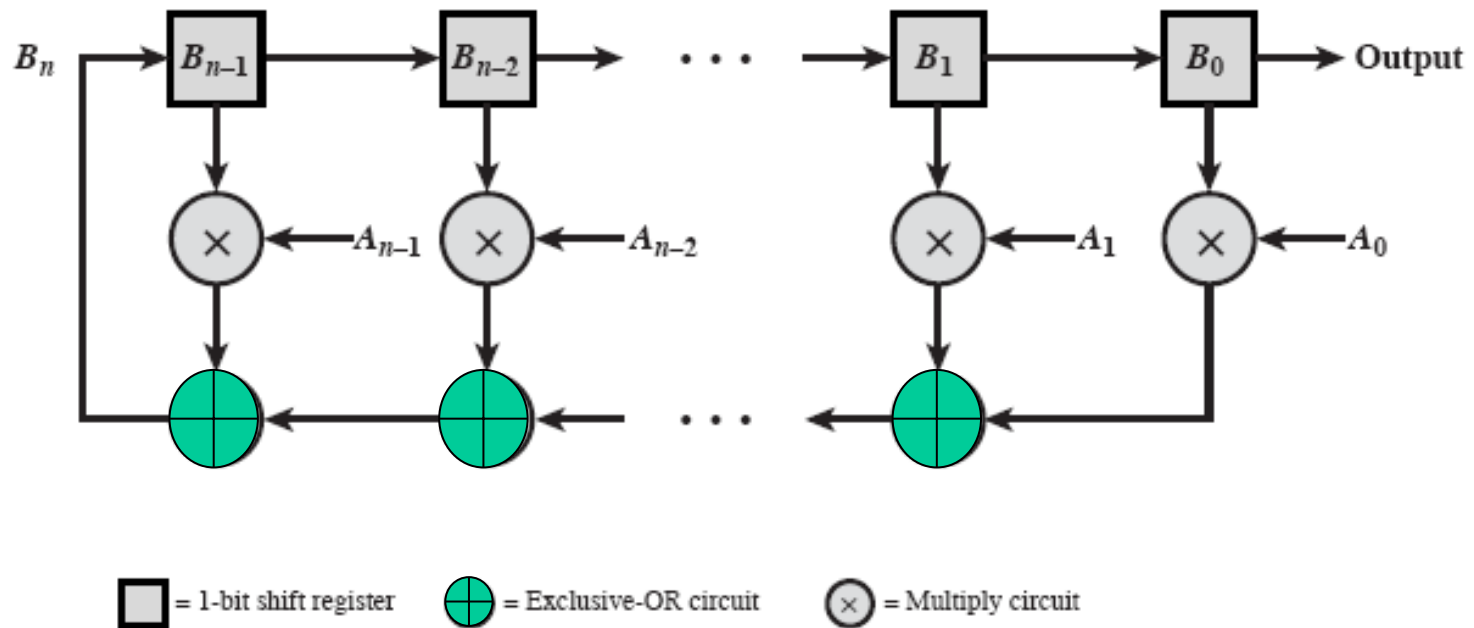 Bₙ Bₙ₋₁ Bₙ₋₂ · · · B₁ B₀ Output
× Aₙ₋₁ × Aₙ₋₂ × A₁ × A₀
· · ·
= 1-bit shift register = Exclusive-OR circuit × = Multiply circuit